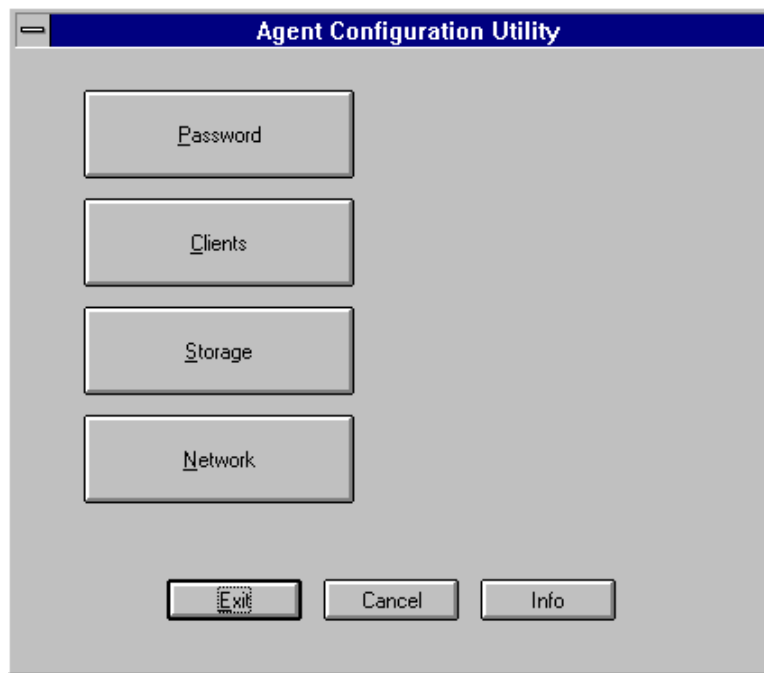 Agent Configuration Utility
Password
Clients
Storage
Network
Exit Cancel Info